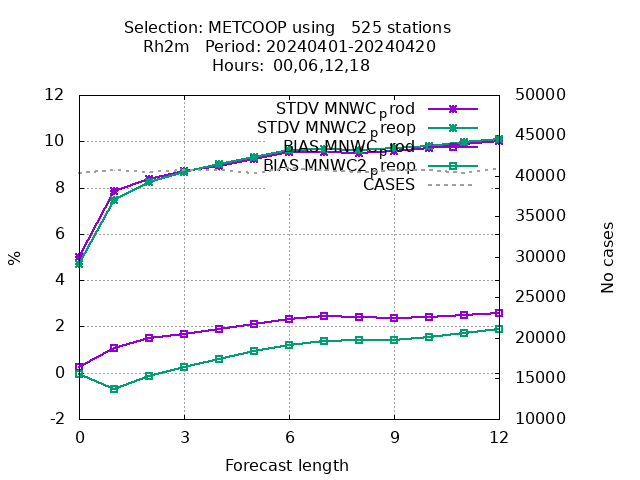 Selection: METCOOP using   525 stations
Rh2m   Period: 20240401-20240420
Hours:  00,06,12,18
STDV MNWC_prod
STDV MNWC2_preop
BIAS MNWC_prod
BIAS MNWC2_preop
CASES
12
10
8
6
4
2
0
-2
%
50000
45000
40000
35000
30000
25000
20000
15000
10000
No cases
0 3 6 9 12
Forecast length